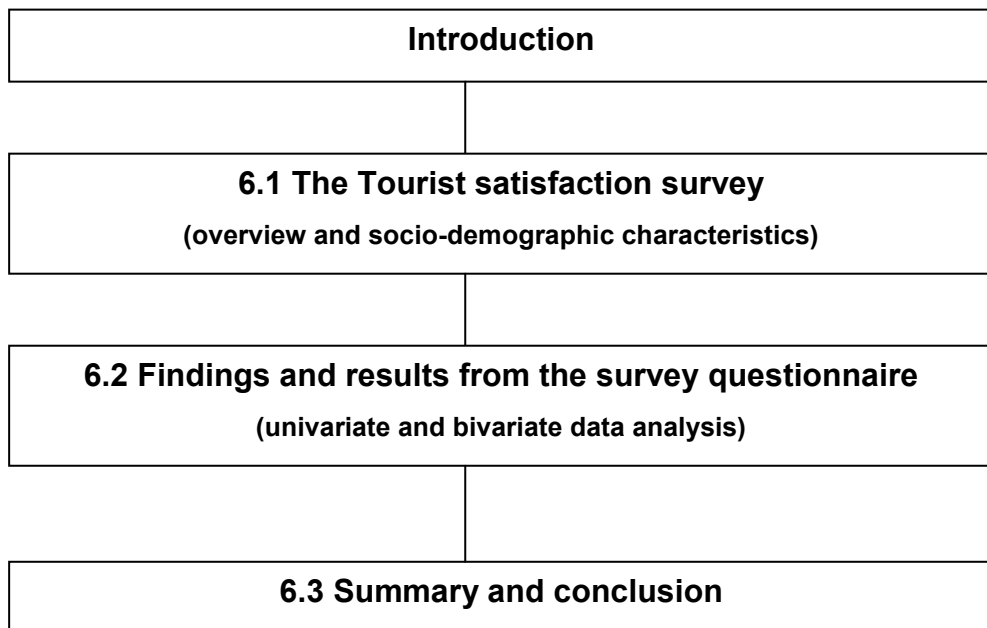 Introduction
6.1 The Tourist satisfaction survey
(overview and socio-demographic characteristics)
6.2 Findings and results from the survey questionnaire
(univariate and bivariate data analysis)
6.3 Summary and conclusion